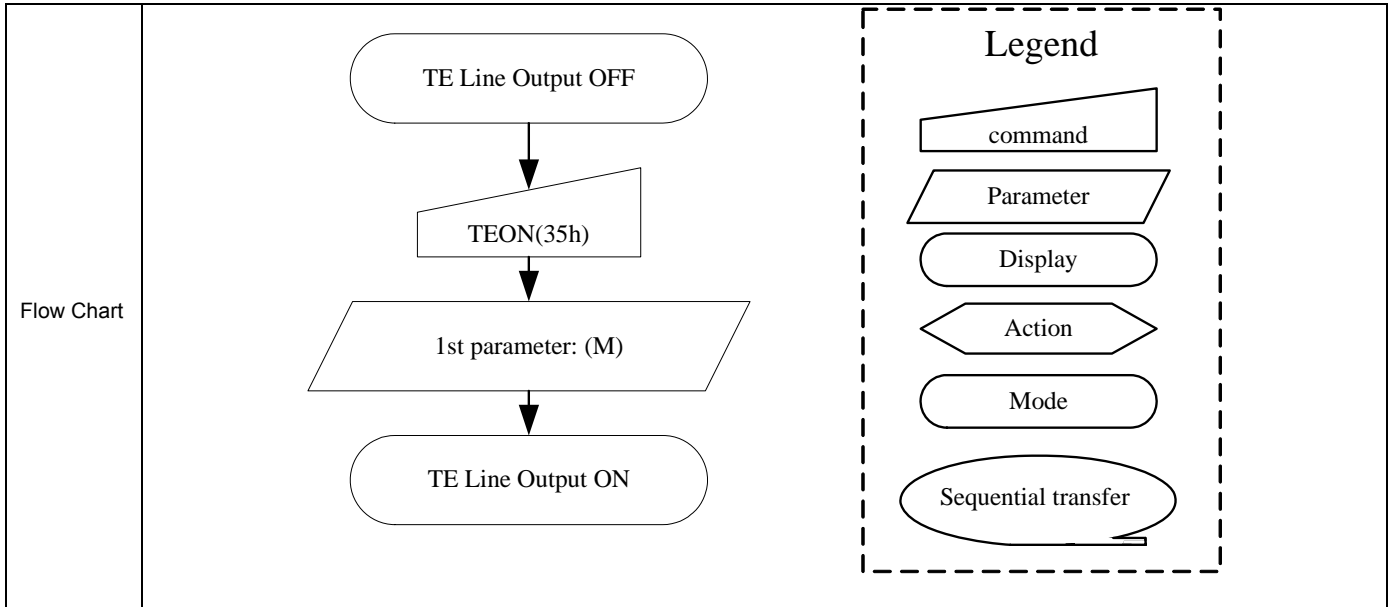 Flow Chart
TE Line Output OFF
TEON(35h)
1st parameter: (M)
TE Line Output ON
Legend
command
Parameter
Display
Action
Mode
Sequential transfer